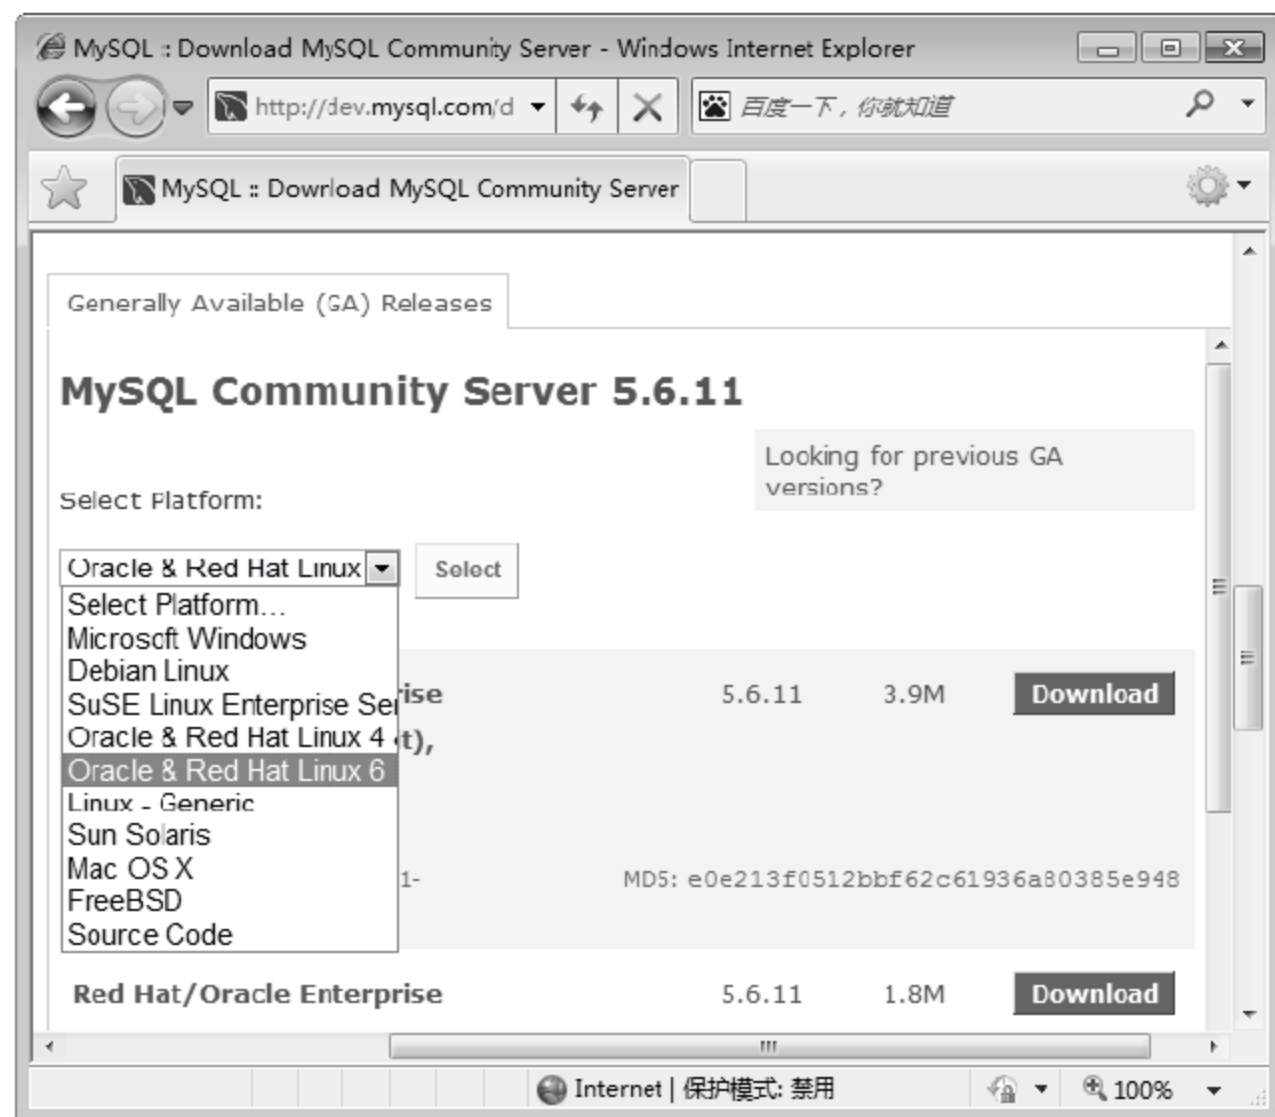 MySQL :: Download MySQL Community Server - Windows Internet Explorer
http://dev.mysql.com/d
百度一下，你就知道
MySQL :: Download MySQL Community Server
Generally Available (GA) Releases
MySQL Community Server 5.6.11
Looking for previous GA
versions?
Select Platform:
Oracle & Red Hat Linux
Select
Select Platform...
Microsoft Windows
Debian Linux
SuSE Linux Enterprise Ser
Oracle & Red Hat Linux 4
Oracle & Red Hat Linux 6
Linux - Generic
Sun Solaris
Mac OS X
FreeBSD
Source Code
rise 5.6.11 3.9M Download
t),
1- MD5: e0e213f0512bbf62c61936a80385e948
Red Hat/Oracle Enterprise 5.6.11 1.8M Download
Internet | 保护模式: 禁用 100%